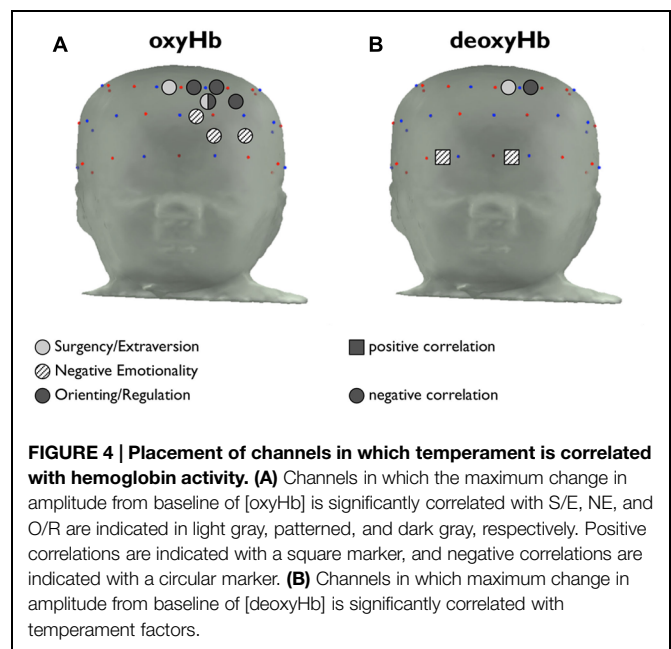 A oxyHb B deoxyHb
Surgency/Extraversion positive correlation
Negative Emotionality
Orienting/Regulation negative correlation
FIGURE 4 | Placement of channels in which temperament is correlated
with hemoglobin activity. (A) Channels in which the maximum change in
amplitude from baseline of [oxyHb] is significantly correlated with S/E, NE, and
O/R are indicated in light gray, patterned, and dark gray, respectively. Positive
correlations are indicated with a square marker, and negative correlations are
indicated with a circular marker. (B) Channels in which maximum change in
amplitude from baseline of [deoxyHb] is significantly correlated with
temperament factors.